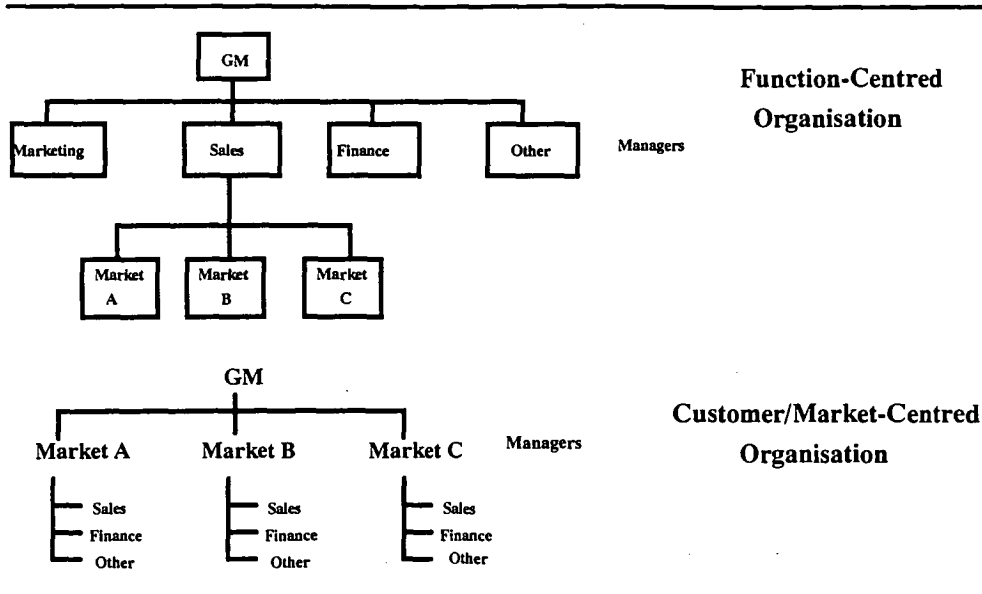 GM
Function-Centred
Organisation
Marketing
Sales
Finance
Other
Managers
Market
A
Market
B
Market
C
GM
Customer/Market-Centred
Organisation
Market A
Market B
Market C
Managers
Sales
Finance
Other
Sales
Finance
Other
Sales
Finance
Other